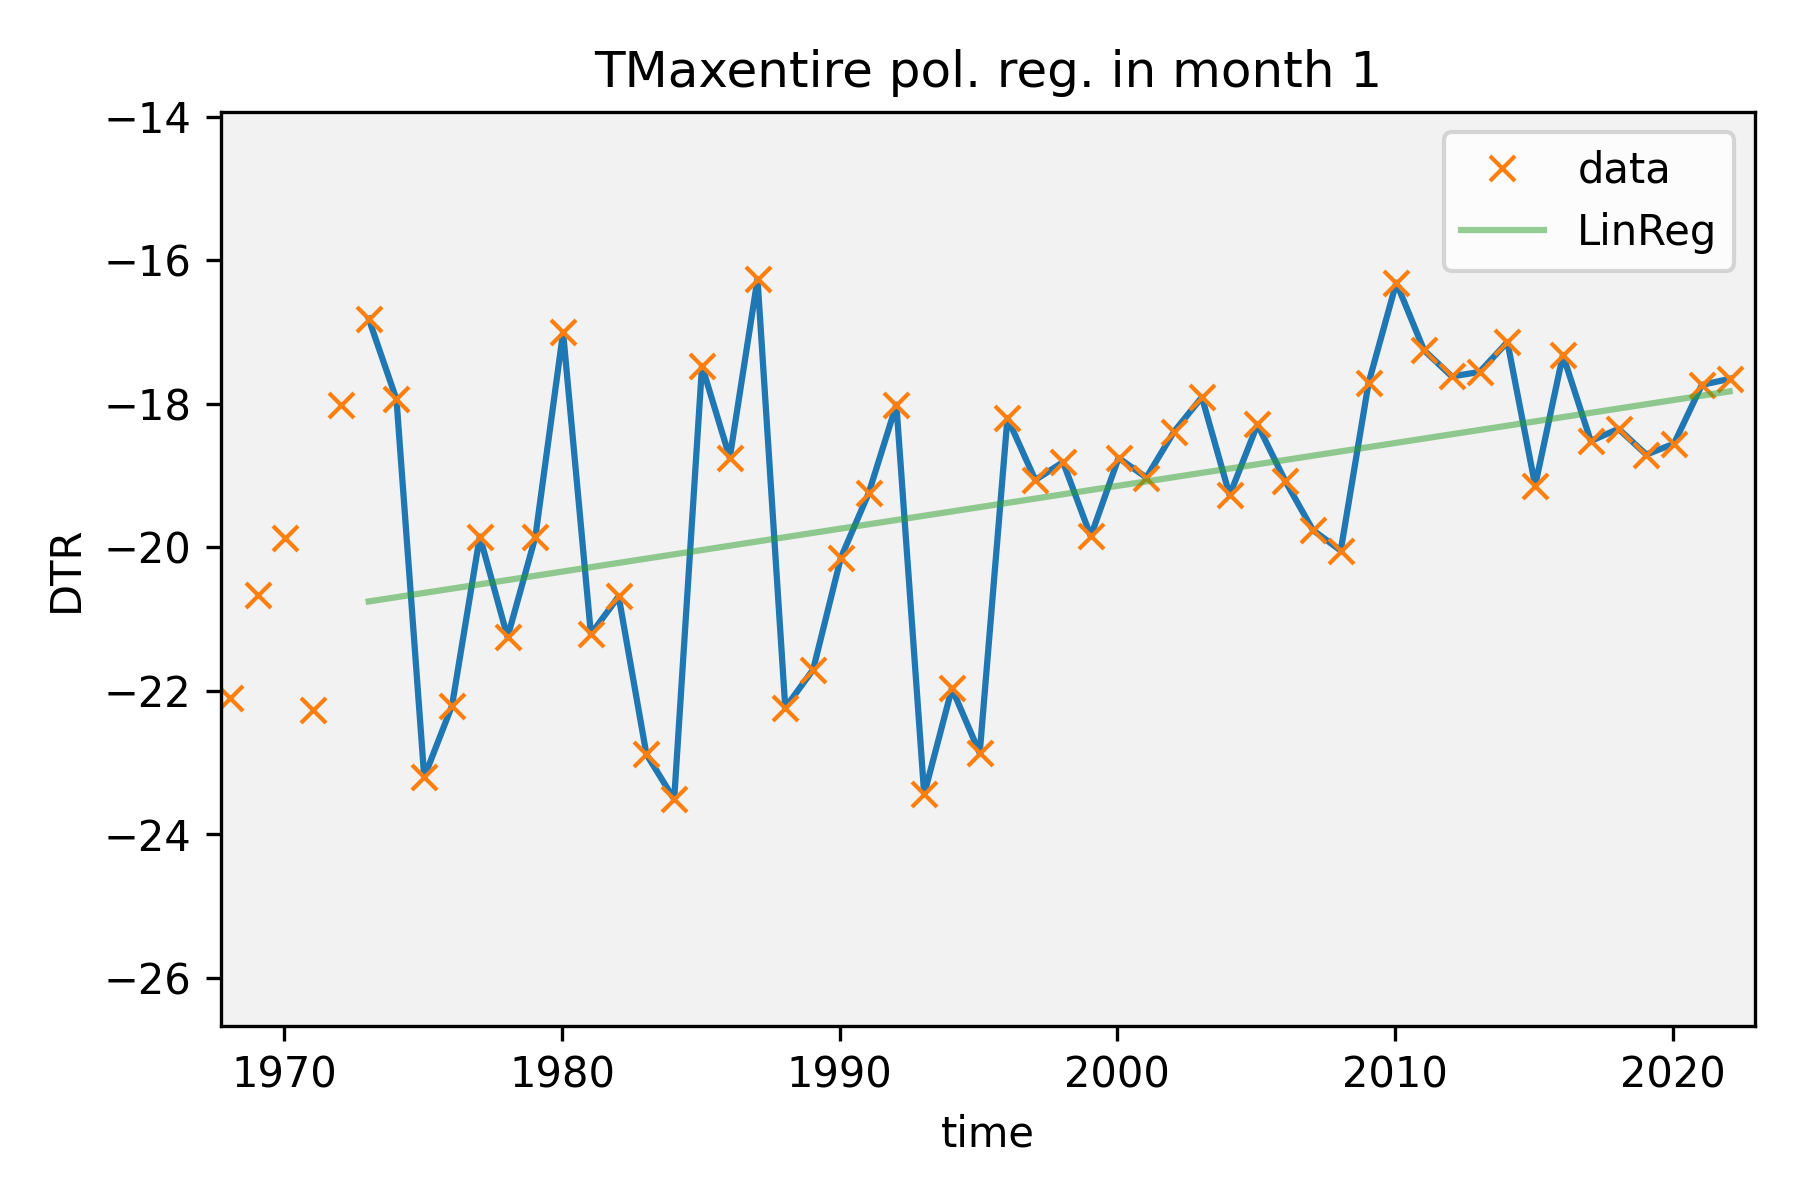 TMaxentire pol. reg. in month 1
−14
−16
−18
−20
−22
−24
−26
DTR
data
LinReg
1970 1980 1990 2000 2010 2020
time